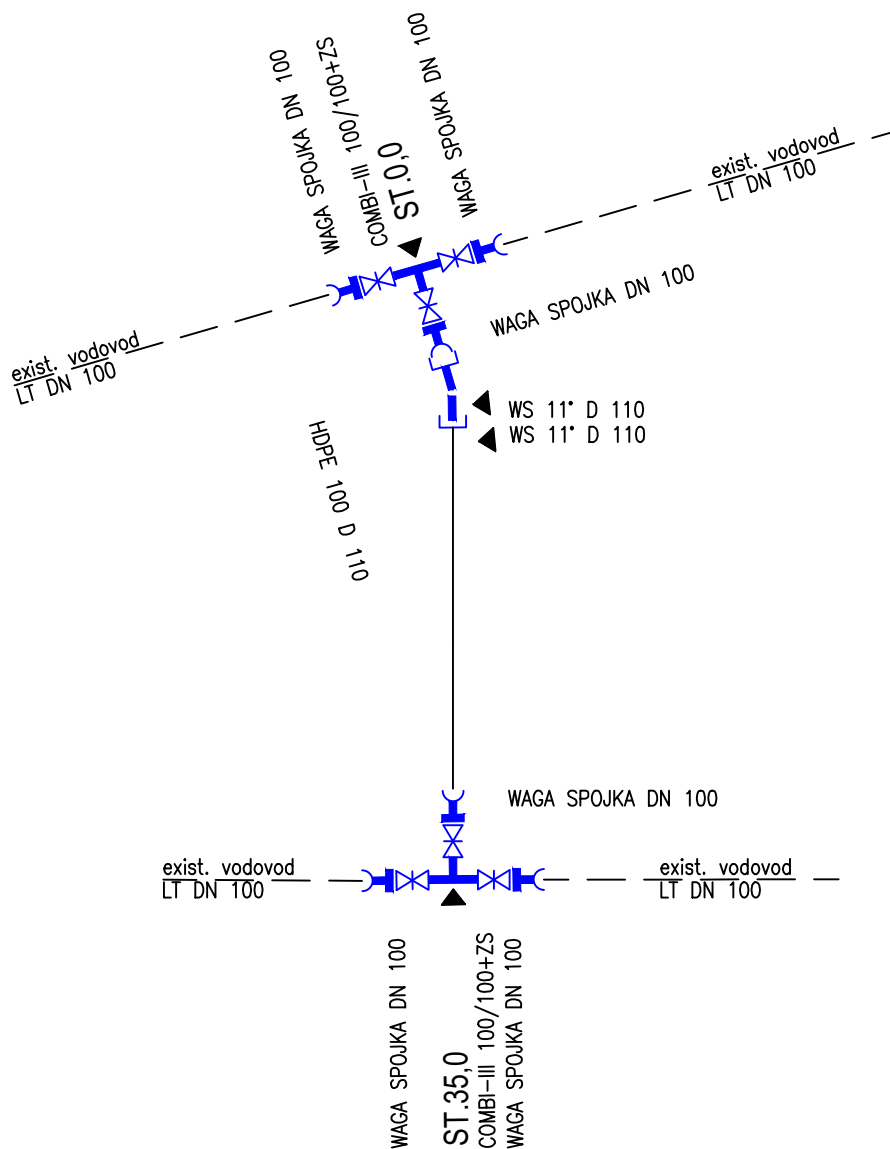 WAGA SPOJKA DN 100
COMBI-III 100/100+ZS
ST.0,0
WAGA SPOJKA DN 100
exist. vodovod
LT DN 100
WAGA SPOJKA DN 100
exist. vodovod
LT DN 100
WS 11° D 110
WS 11° D 110
HDPE 100 D 110
WAGA SPOJKA DN 100
exist. vodovod
LT DN 100
exist. vodovod
LT DN 100
WAGA SPOJKA DN 100
ST.35,0
COMBI-III 100/100+ZS
WAGA SPOJKA DN 100